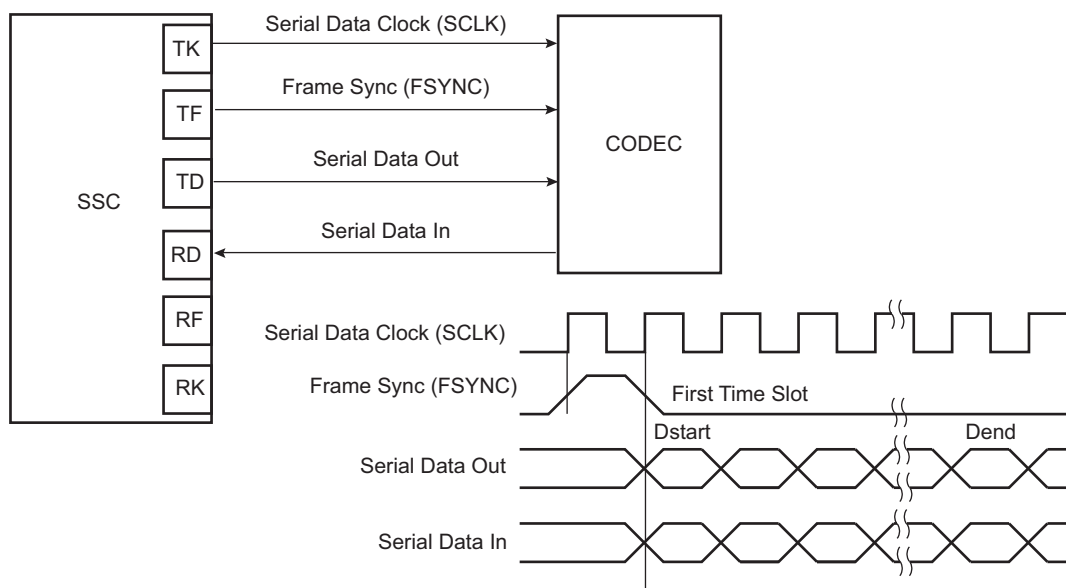 SSC
TK
TF
TD
RD
RF
RK
Serial Data Clock (SCLK)
Frame Sync (FSYNC)
Serial Data Out
Serial Data In
CODEC
Serial Data Clock (SCLK)
Frame Sync (FSYNC)
First Time Slot
Dstart
Dend
Serial Data Out
Serial Data In